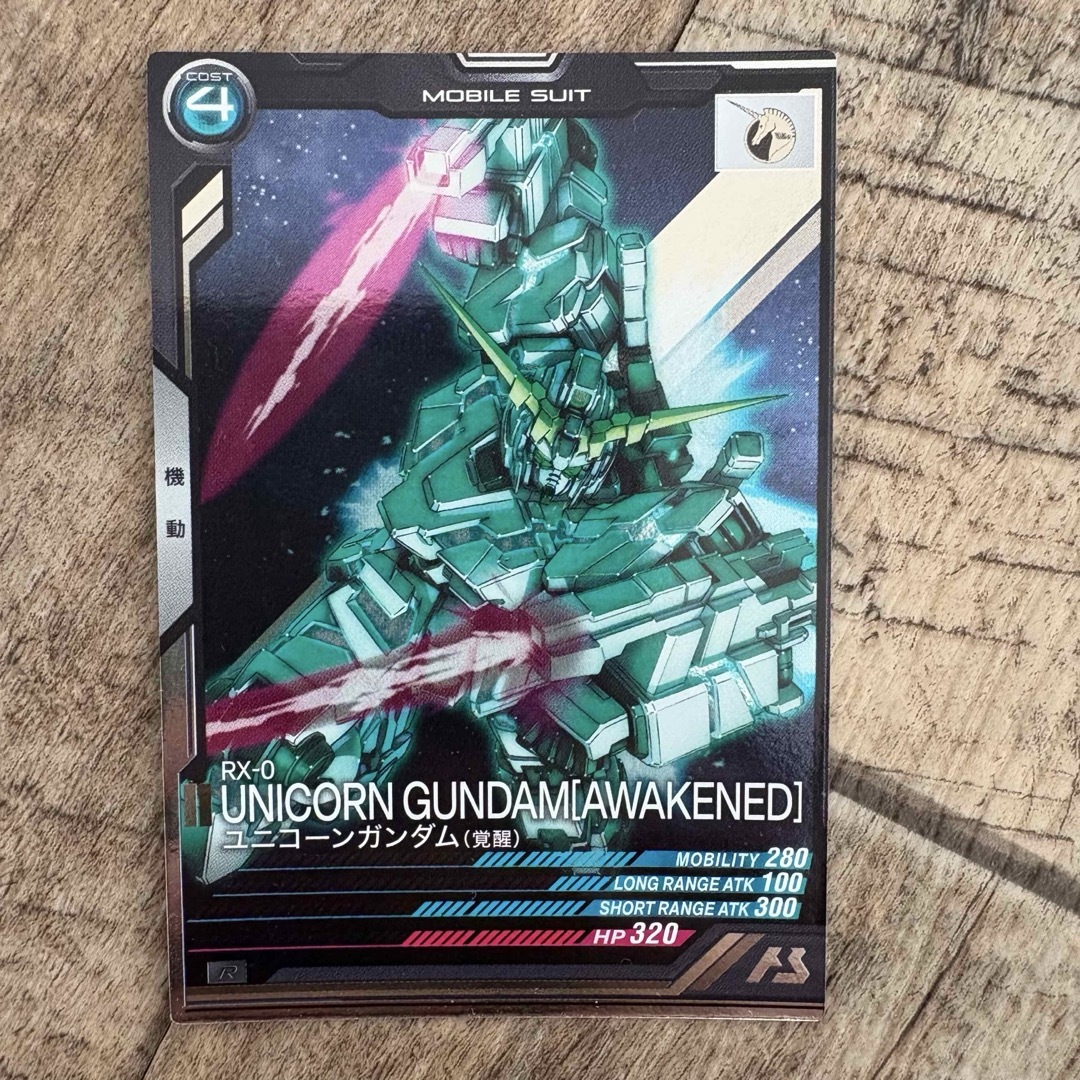 COST
4
MOBILE SUIT
機動
RX-0
UNICORN GUNDAM[AWAKENED]
ユニコーンガンダム(覚醒)
MOBILITY 280
LONG RANGE ATK 100
SHORT RANGE ATK 300
HP 320
R